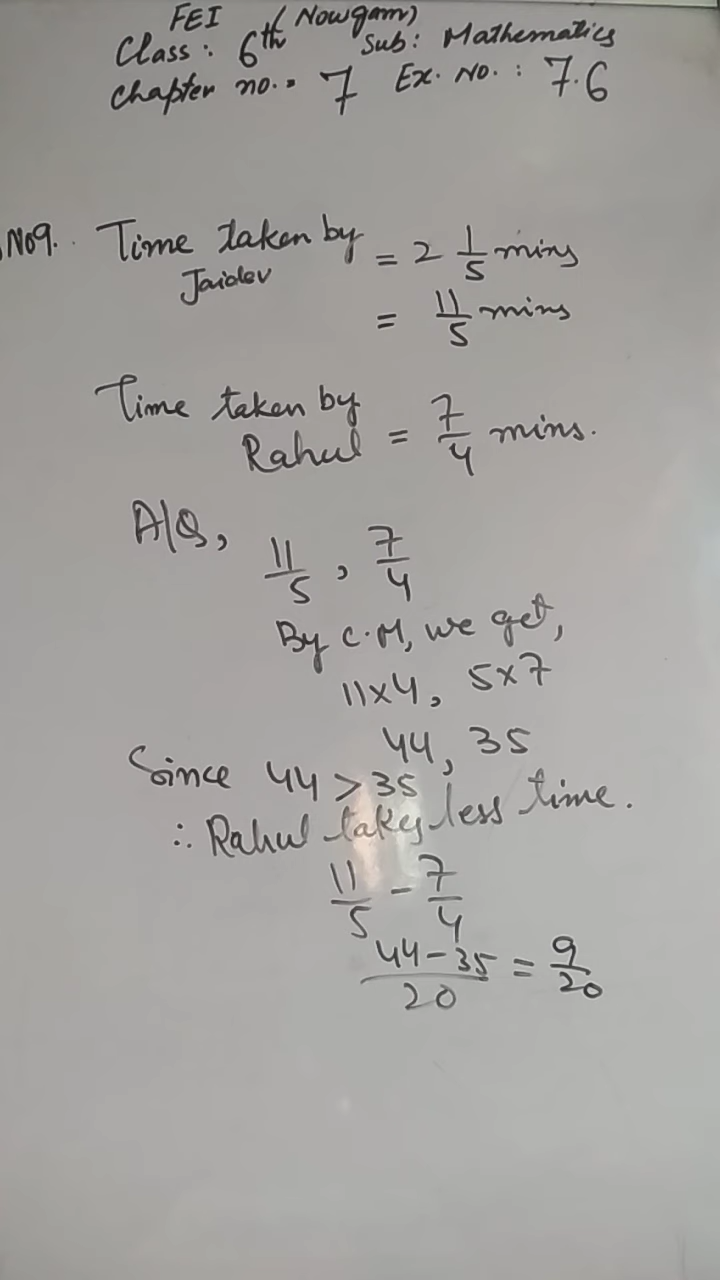 FEI (Nowgam)
Class: 6th Sub: Mathematics
Chapter no.: 7 Ex. No.: 7.6
No9. Time taken by
Jaidev = 2 1/5 mins
= 11/5 mins
Time taken by
Rahul = 7/4 mins.
A/Q, 11/5, 7/4
By C.M, we get,
11x4, 5x7
44, 35
Since 44 > 35
∴ Rahul takes less time.
11/5 - 7/4
44-35/20 = 9/20